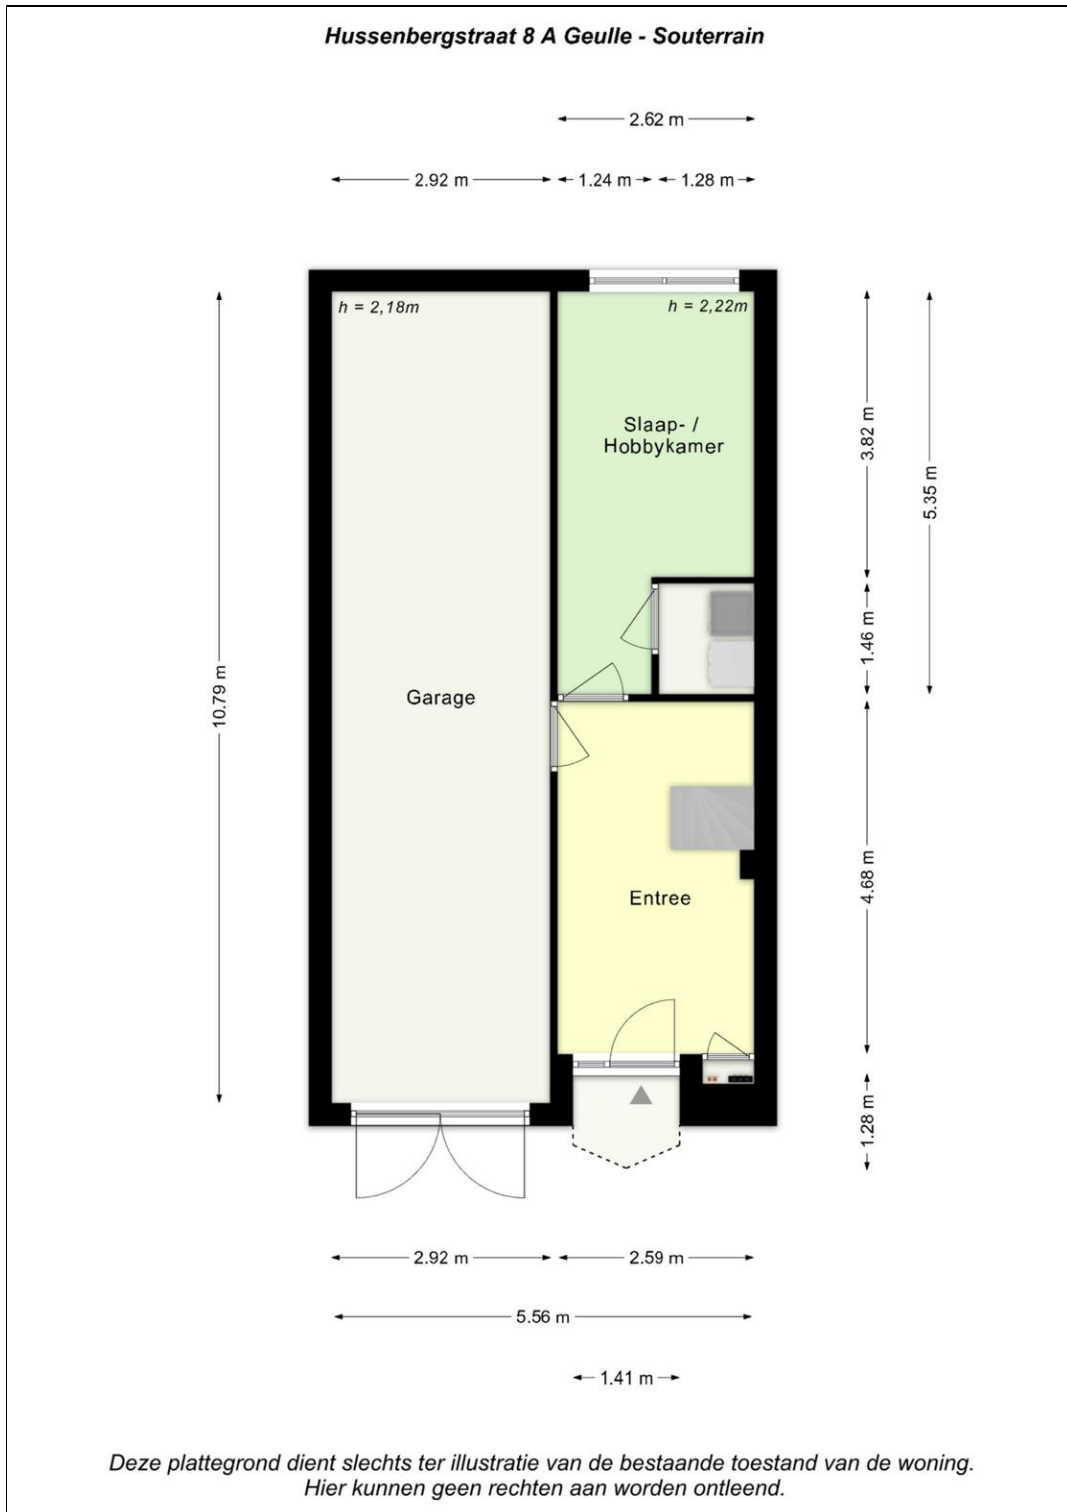 Hussenbergstraat 8 A Geulle - Souterrain
2.62 m
2.92 m
1.24 m
1.28 m
h = 2,18m
h = 2,22m
Slaap- /
Hobbykamer
3.82 m
5.35 m
1.46 m
10.79 m
Garage
4.68 m
Entree
1.28 m
2.92 m
2.59 m
5.56 m
1.41 m
Deze plattegrond dient slechts ter illustratie van de bestaande toestand van de woning.
Hier kunnen geen rechten aan worden ontleend.